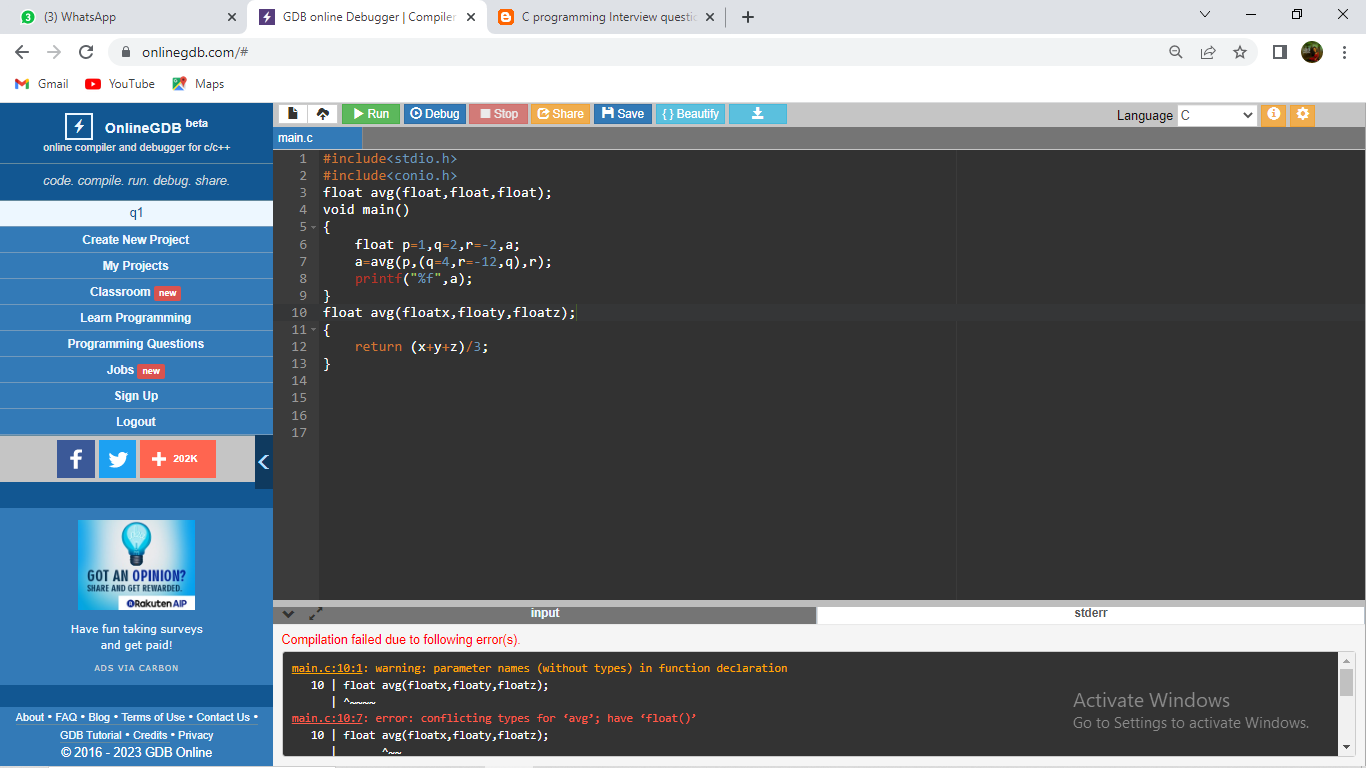 (3) WhatsApp
GDB online Debugger | Compiler
C programming Interview questi
onlinegdb.com/#
Gmail YouTube Maps
OnlineGDB beta
online compiler and debugger for c/c++
code. compile. run. debug. share.
q1
Create New Project
My Projects
Classroom new
Learn Programming
Programming Questions
Jobs new
Sign Up
Logout
202K
GOT AN OPINION?
SHARE AND GET REWARDED.
Rakuten AIP
Have fun taking surveys
and get paid!
ADS VIA CARBON
About • FAQ • Blog • Terms of Use • Contact Us •
GDB Tutorial • Credits • Privacy
© 2016 - 2023 GDB Online
Run Debug Stop Share Save { } Beautify
Language C
main.c
1 #include<stdio.h>
2 #include<conio.h>
3 float avg(float,float,float);
4 void main()
5 {
6 float p=1,q=2,r=-2,a;
7 a=avg(p,(q=4,r=-12,q),r);
8 printf("%f",a);
9 }
10 float avg(floatx,floaty,floatz);
11 {
12 return (x+y+z)/3;
13 }
14
15
16
17
input
stderr
Compilation failed due to following error(s).
main.c:10:1: warning: parameter names (without types) in function declaration
10 | float avg(floatx,floaty,floatz);
| ^~~~~
main.c:10:7: error: conflicting types for ‘avg’; have ‘float()’
10 | float avg(floatx,floaty,floatz);
| ^~~
Activate Windows
Go to Settings to activate Windows.